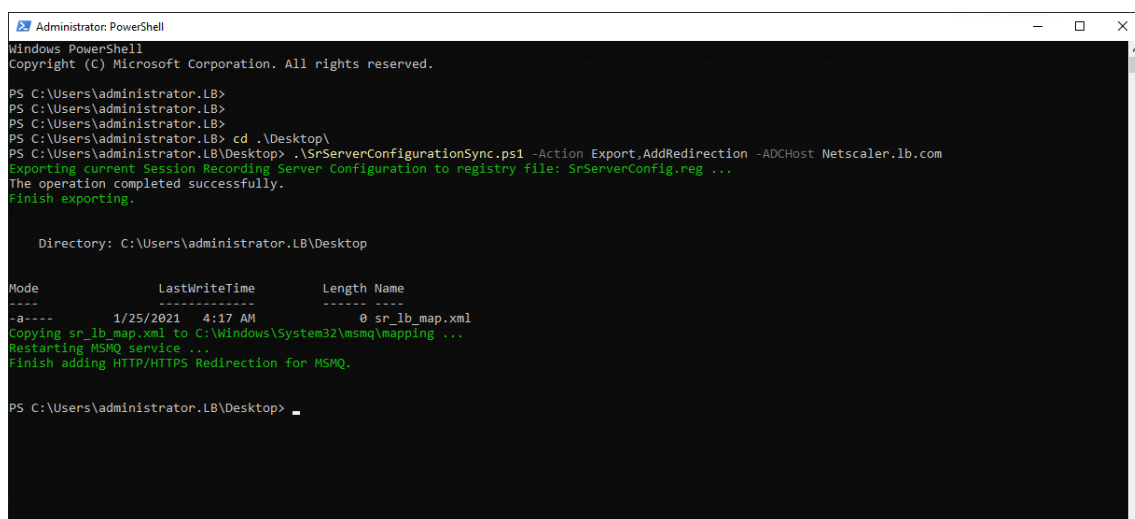 Administrator: PowerShell
Windows PowerShell
Copyright (C) Microsoft Corporation. All rights reserved.
PS C:\Users\administrator.LB>
PS C:\Users\administrator.LB>
PS C:\Users\administrator.LB>
PS C:\Users\administrator.LB> cd .\Desktop\
PS C:\Users\administrator.LB\Desktop> .\SrServerConfigurationSync.ps1 -Action Export,AddRedirection -ADCHost Netscaler.lb.com
Exporting current Session Recording Server Configuration to registry file: SrServerConfig.reg ...
The operation completed successfully.
Finish exporting.
Directory: C:\Users\administrator.LB\Desktop
Mode LastWriteTime Length Name
---- ------------- ------ ----
-a---- 1/25/2021 4:17 AM 0 sr_lb_map.xml
Copying sr_lb_map.xml to C:\Windows\System32\msmq\mapping ...
Restarting MSMQ service ...
Finish adding HTTP/HTTPS Redirection for MSMQ.
PS C:\Users\administrator.LB\Desktop>